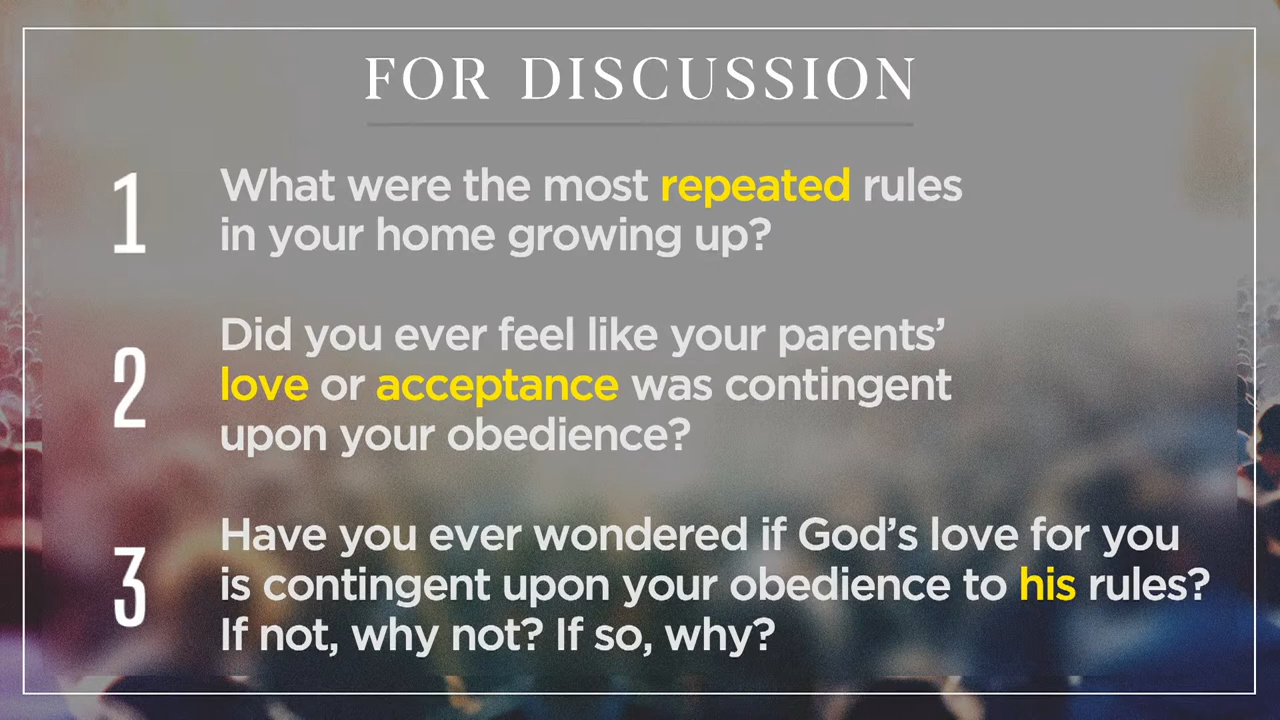 FOR DISCUSSION
1
What were the most repeated rules
in your home growing up?
2
Did you ever feel like your parents’
love or acceptance was contingent
upon your obedience?
3
Have you ever wondered if God’s love for you
is contingent upon your obedience to his rules?
If not, why not? If so, why?